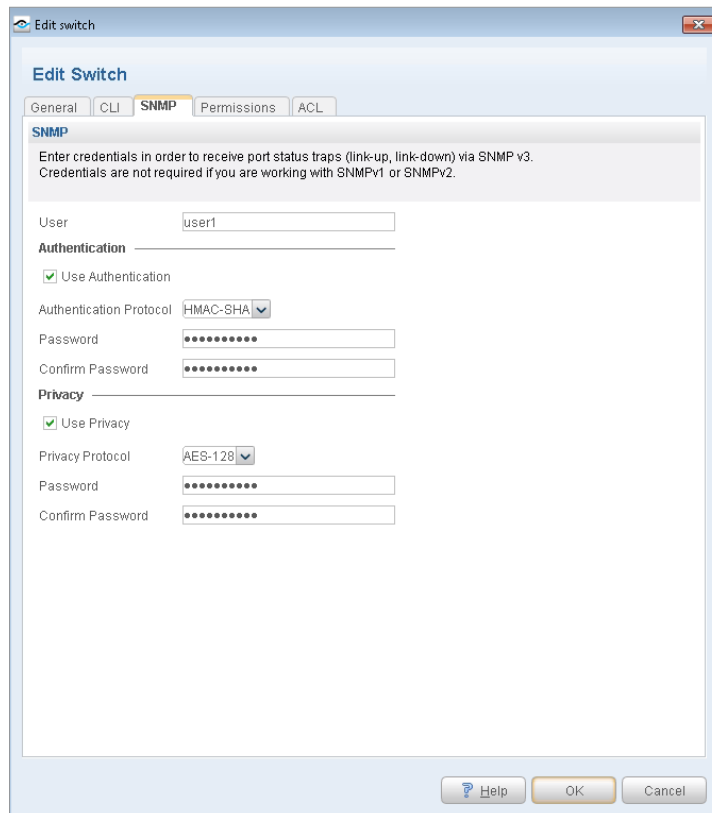 Edit switch
Edit Switch
General CLI SNMP Permissions ACL
SNMP
Enter credentials in order to receive port status traps (link-up, link-down) via SNMP v3.
Credentials are not required if you are working with SNMPv1 or SNMPv2.
User user1
Authentication
Use Authentication
Authentication Protocol HMAC-SHA
Password ••••••••••
Confirm Password ••••••••••
Privacy
Use Privacy
Privacy Protocol AES-128
Password ••••••••••
Confirm Password ••••••••••
? Help OK Cancel